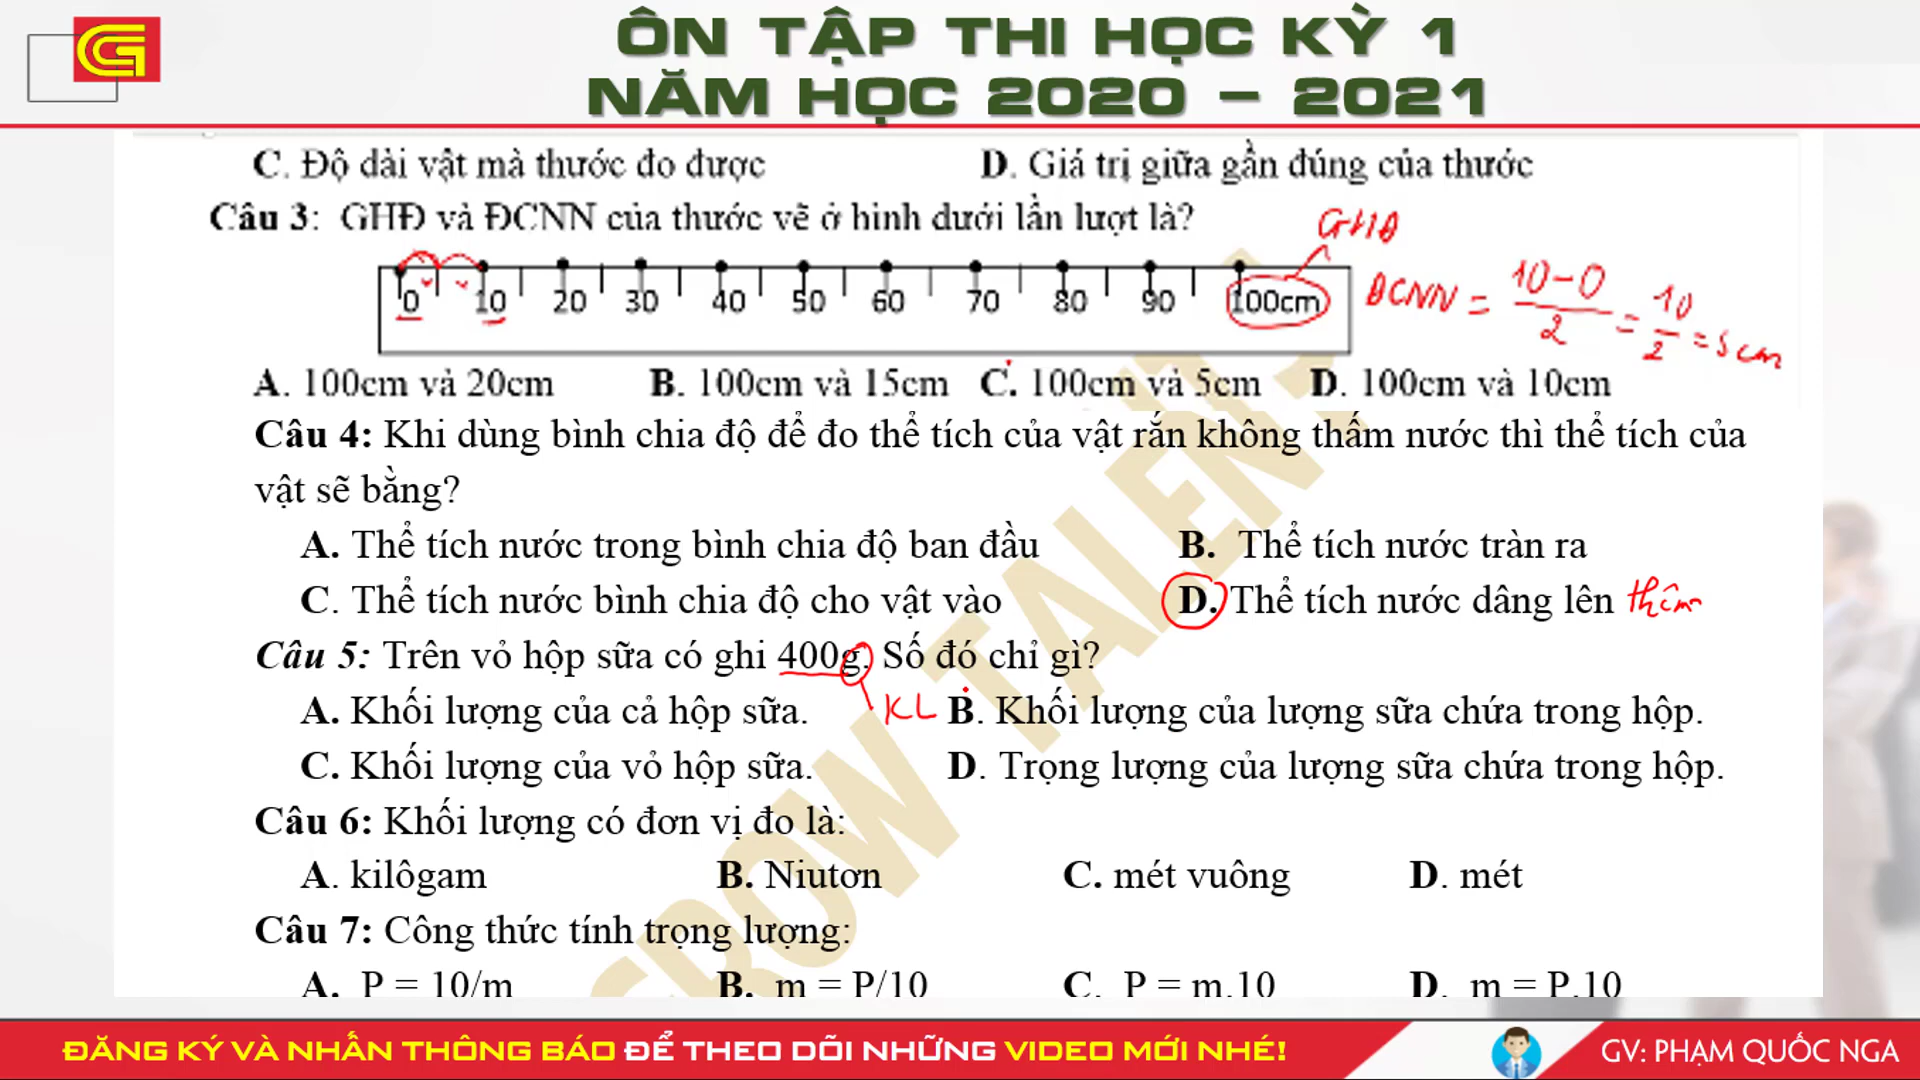 G
ÔN TẬP THI HỌC KỲ 1
NĂM HỌC 2020 - 2021
C. Độ dài vật mà thước đo được D. Giá trị giữa gần đúng của thước
Câu 3: GHĐ và ĐCNN của thước vẽ ở hình dưới lần lượt là?
GHĐ
0 10 20 30 40 50 60 70 80 90 100cm
ĐCNN = 10-0 / 2 = 10 / 2 = 5 cm
A. 100cm và 20cm B. 100cm và 15cm C. 100cm và 5cm D. 100cm và 10cm
Câu 4: Khi dùng bình chia độ để đo thể tích của vật rắn không thấm nước thì thể tích của
vật sẽ bằng?
A. Thể tích nước trong bình chia độ ban đầu B. Thể tích nước tràn ra
C. Thể tích nước bình chia độ cho vật vào D. Thể tích nước dâng lên thêm
Câu 5: Trên vỏ hộp sữa có ghi 400g. Số đó chỉ gì?
A. Khối lượng của cả hộp sữa. KL B. Khối lượng của lượng sữa chứa trong hộp.
C. Khối lượng của vỏ hộp sữa. D. Trọng lượng của lượng sữa chứa trong hộp.
Câu 6: Khối lượng có đơn vị đo là:
A. kilôgam B. Niutơn C. mét vuông D. mét
Câu 7: Công thức tính trọng lượng:
A. P = 10/m B. m = P/10 C. P = m.10 D. m = P.10
GROW TALENT
ĐĂNG KÝ VÀ NHẤN THÔNG BÁO ĐỂ THEO DÕI NHỮNG VIDEO MỚI NHÉ!
GV: PHẠM QUỐC NGA